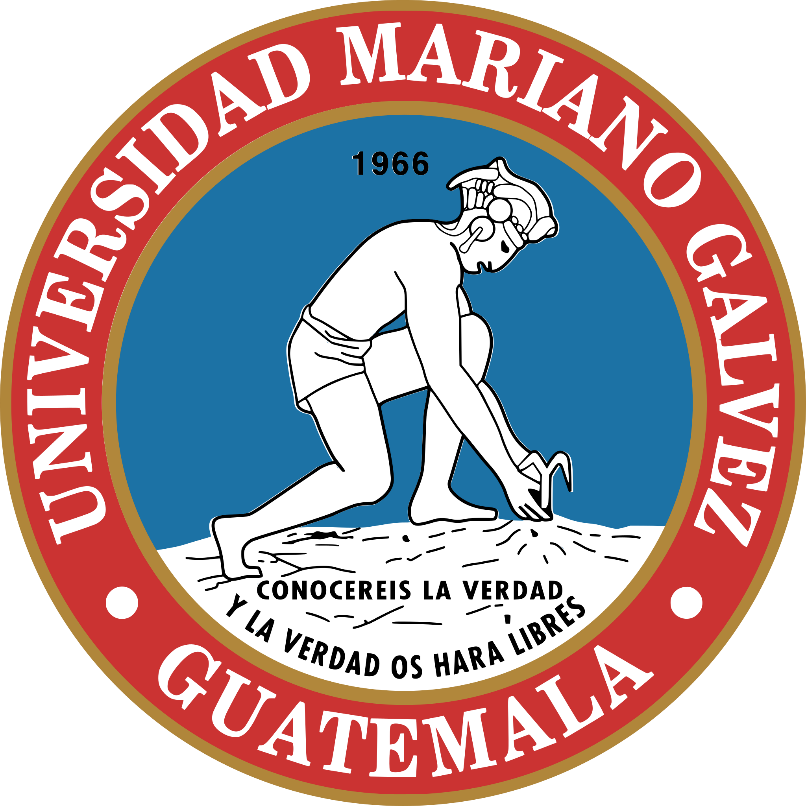 UNIVERSIDAD MARIANO GALVEZ
1966
CONOCEREIS LA VERDAD
Y LA VERDAD OS HARA LIBRES
GUATEMALA